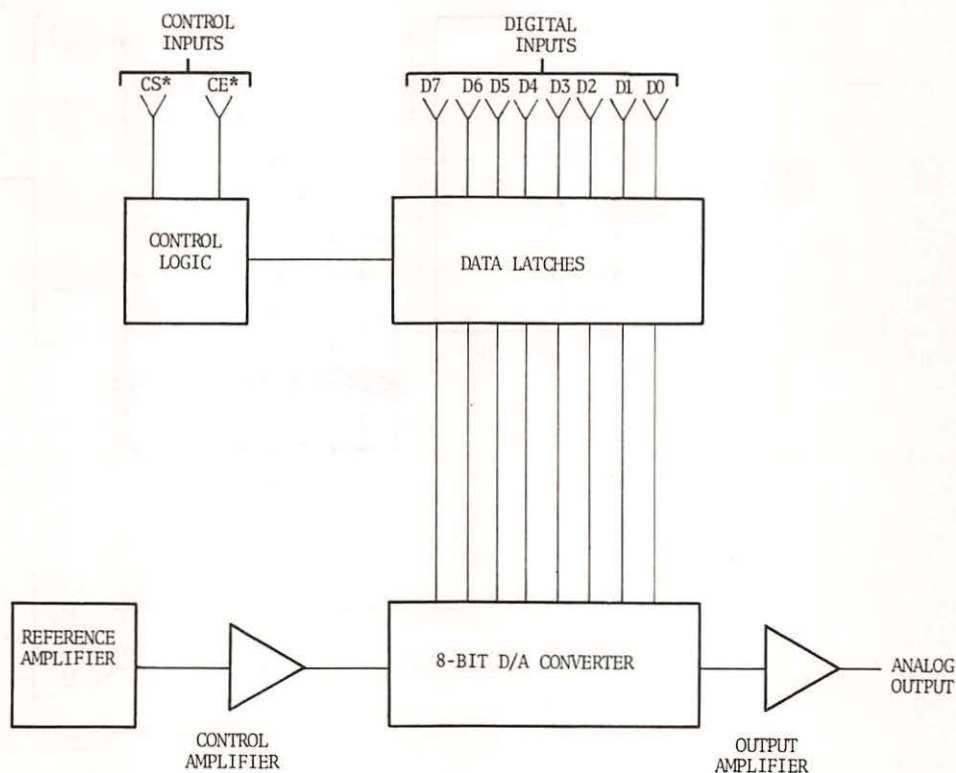 CONTROL
INPUTS
DIGITAL
INPUTS
CS* CE*
D7 D6 D5 D4 D3 D2 D1 D0
CONTROL
LOGIC
DATA LATCHES
REFERENCE
AMPLIFIER
8-BIT D/A CONVERTER
ANALOG
OUTPUT
CONTROL
AMPLIFIER
OUTPUT
AMPLIFIER